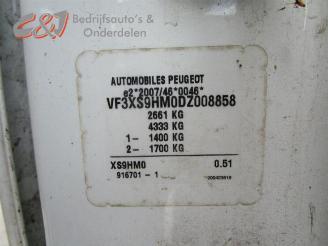 S&J Bedrijfsauto's &
Onderdelen
AUTOMOBILES PEUGEOT
e2*2007/46*0046*
VF3XS9HM0DZ008858
2661 KG
4333 KG
1- 1400 KG
2- 1700 KG
XS9HM0 0.51
916701 - 1